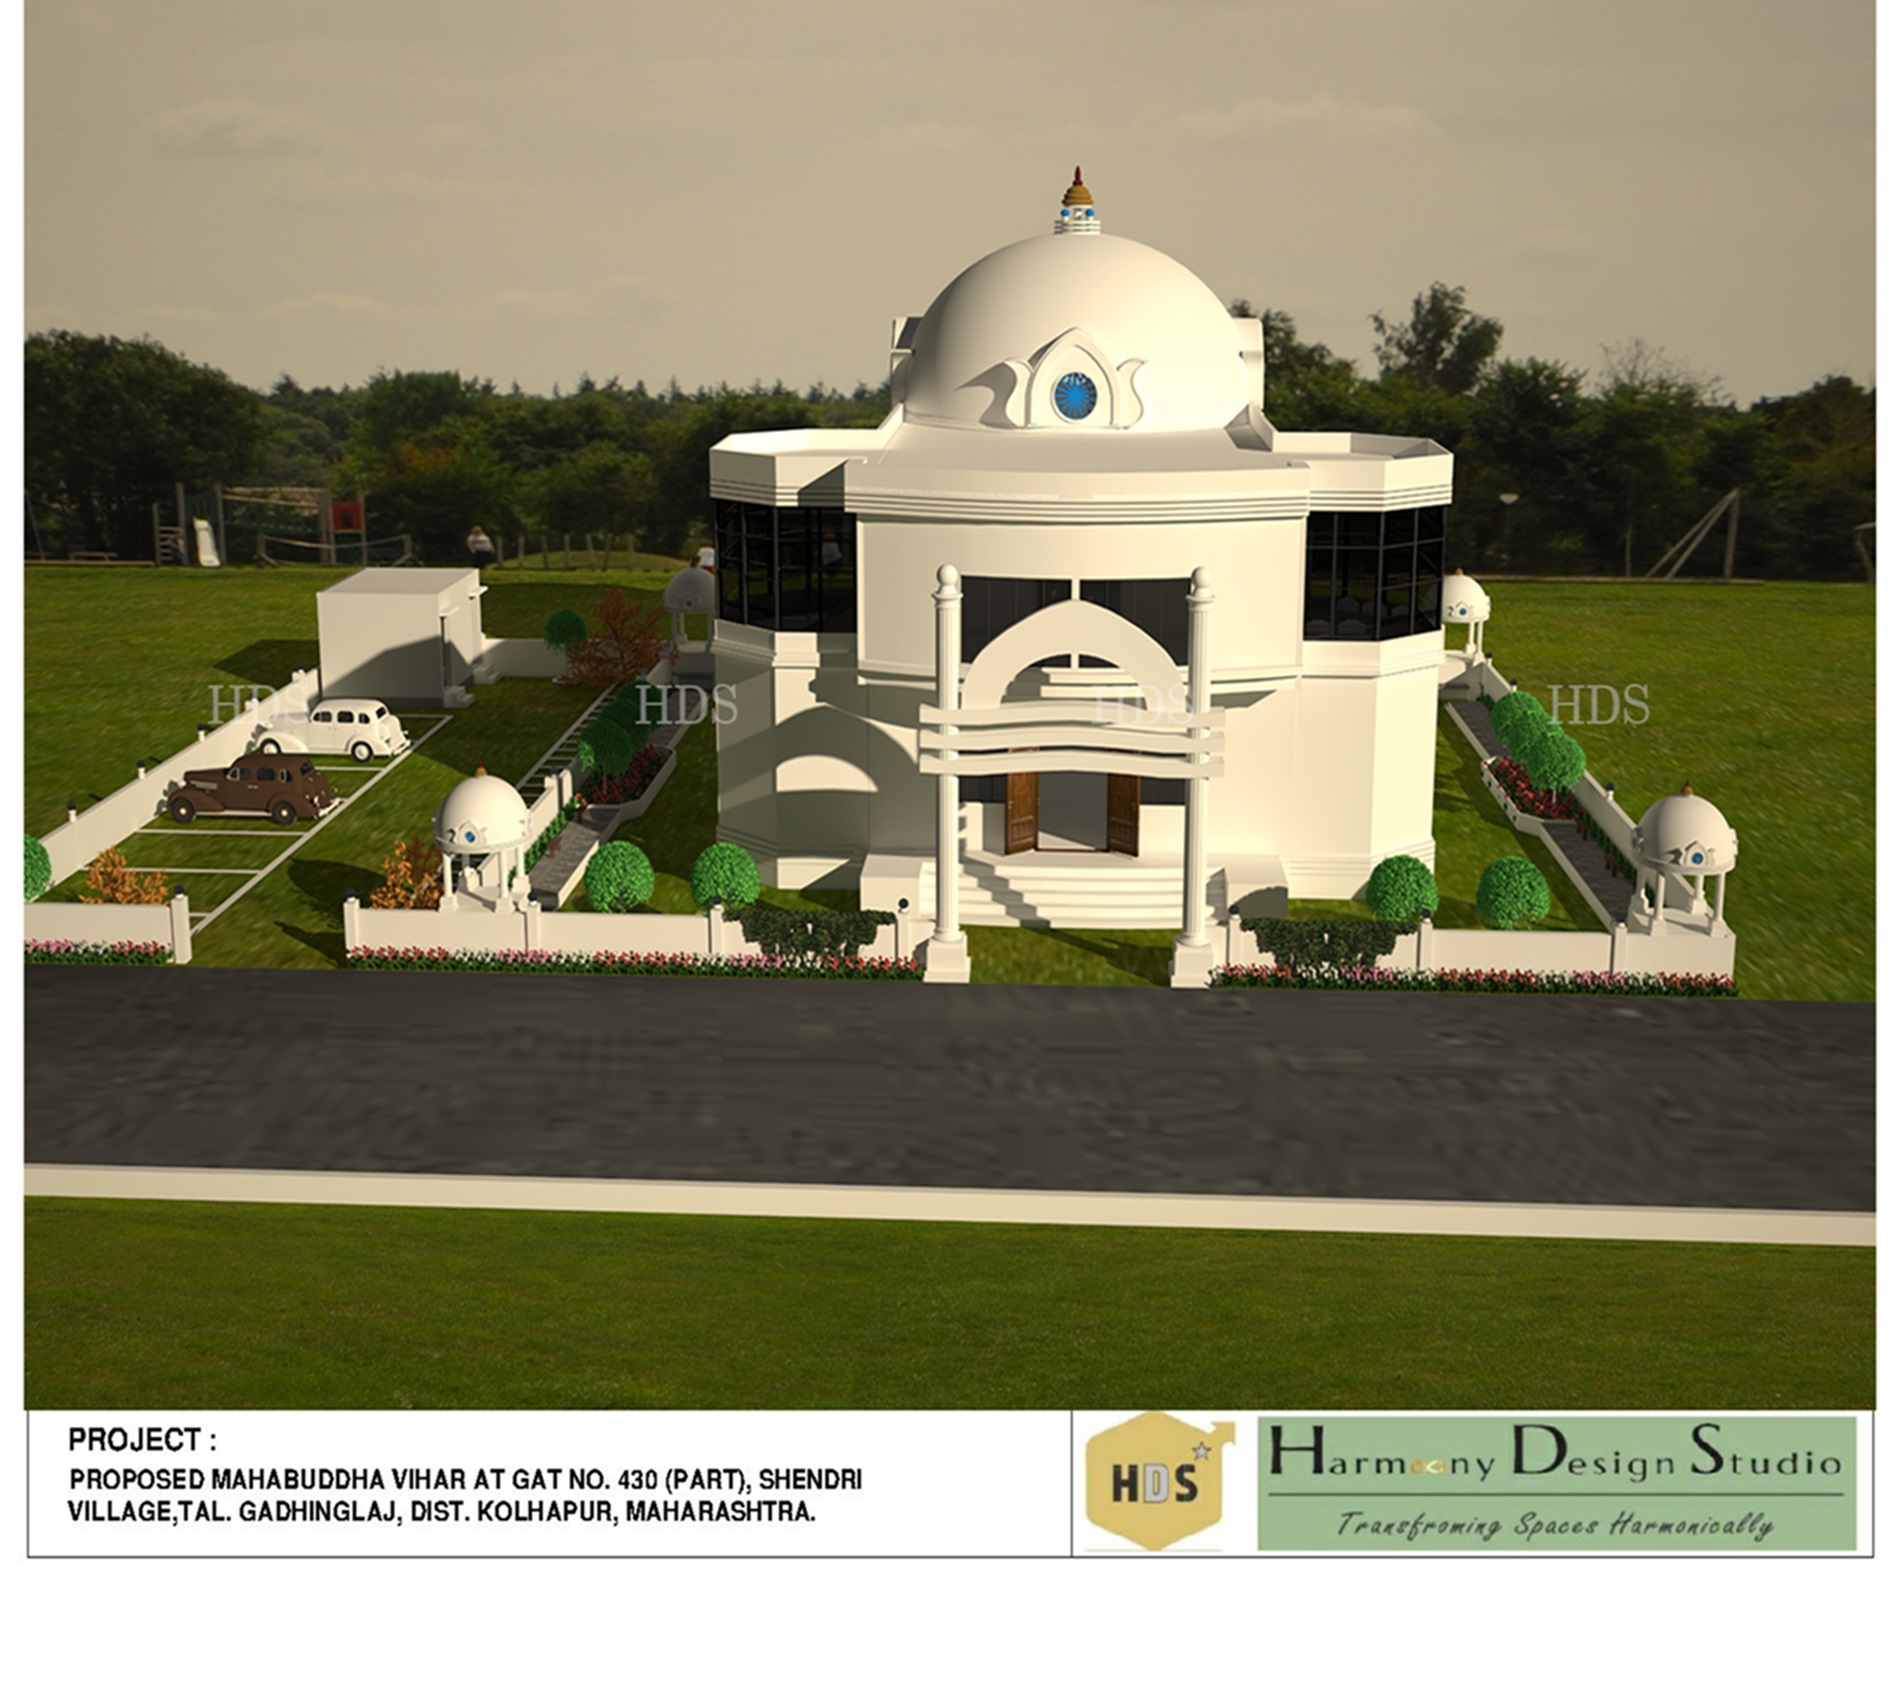 HDS HDS HDS HDS
PROJECT :
PROPOSED MAHABUDDHA VIHAR AT GAT NO. 430 (PART), SHENDRI
VILLAGE,TAL. GADHINGLAJ, DIST. KOLHAPUR, MAHARASHTRA.
HDS
Harmoony Design Studio
Transfroming Spaces Harmonically